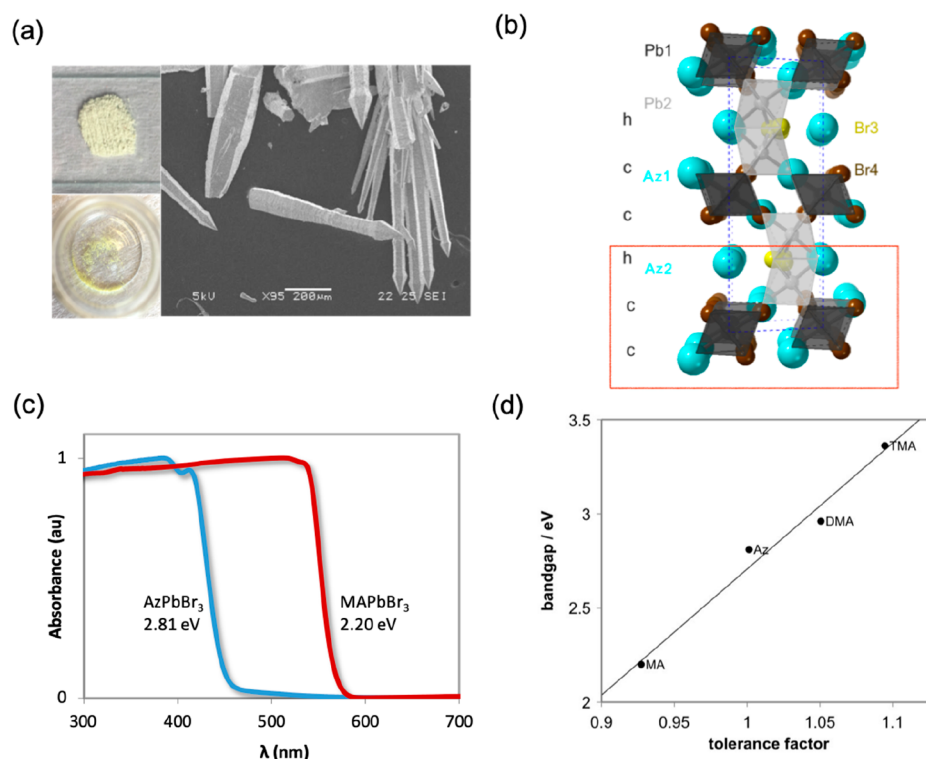 (a)
5kV
X95
200μm
22 25 SEI
(b)
Pb1
Pb2
h
Br3
c
Az1
Br4
c
h
Az2
c
c
(c)
1
Absorbance (au)
AzPbBr3
2.81 eV
MAPbBr3
2.20 eV
0
300
400
500
600
700
λ (nm)
(d)
3.5
TMA
3
DMA
bandgap / eV
Az
2.5
MA
2
0.9
0.95
1
1.05
1.1
tolerance factor